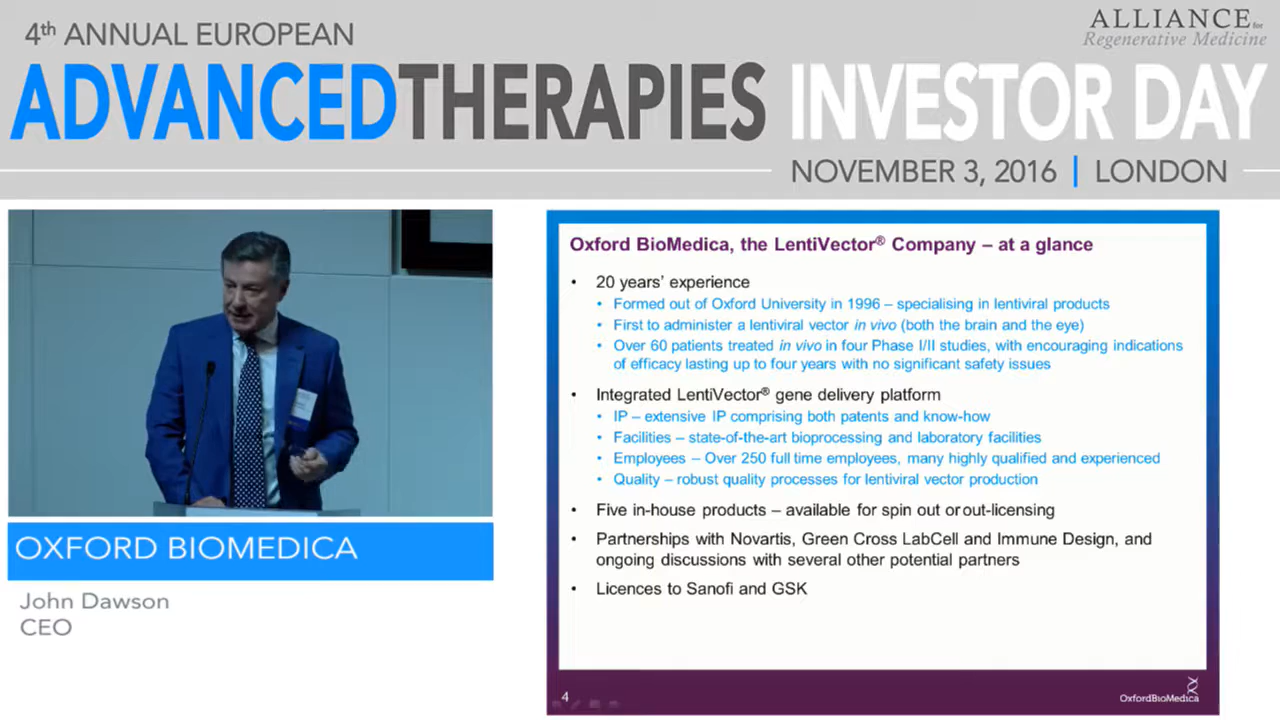 4th ANNUAL EUROPEAN
ALLIANCE for
Regenerative Medicine
ADVANCEDTHERAPIES INVESTOR DAY
NOVEMBER 3, 2016 | LONDON
Oxford BioMedica, the LentiVector® Company – at a glance
• 20 years' experience
• Formed out of Oxford University in 1996 – specialising in lentiviral products
• First to administer a lentiviral vector in vivo (both the brain and the eye)
• Over 60 patients treated in vivo in four Phase I/II studies, with encouraging indications
of efficacy lasting up to four years with no significant safety issues
• Integrated LentiVector® gene delivery platform
• IP – extensive IP comprising both patents and know-how
• Facilities – state-of-the-art bioprocessing and laboratory facilities
• Employees – Over 250 full time employees, many highly qualified and experienced
• Quality – robust quality processes for lentiviral vector production
• Five in-house products – available for spin out or out-licensing
• Partnerships with Novartis, Green Cross LabCell and Immune Design, and
ongoing discussions with several other potential partners
• Licences to Sanofi and GSK
4
OxfordBioMedica
OXFORD BIOMEDICA
John Dawson
CEO